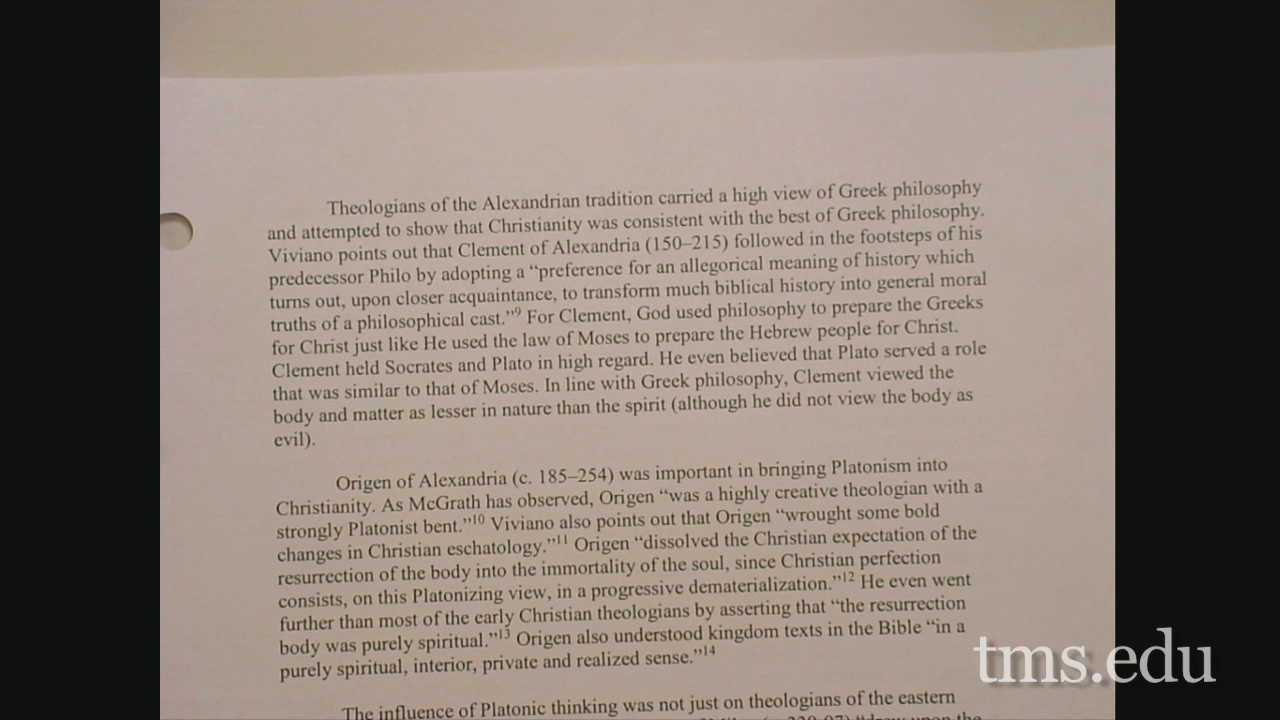 Theologians of the Alexandrian tradition carried a high view of Greek philosophy
and attempted to show that Christianity was consistent with the best of Greek philosophy.
Viviano points out that Clement of Alexandria (150–215) followed in the footsteps of his
predecessor Philo by adopting a “preference for an allegorical meaning of history which
turns out, upon closer acquaintance, to transform much biblical history into general moral
truths of a philosophical cast.”⁹ For Clement, God used philosophy to prepare the Greeks
for Christ just like He used the law of Moses to prepare the Hebrew people for Christ.
Clement held Socrates and Plato in high regard. He even believed that Plato served a role
that was similar to that of Moses. In line with Greek philosophy, Clement viewed the
body and matter as lesser in nature than the spirit (although he did not view the body as
evil).
Origen of Alexandria (c. 185–254) was important in bringing Platonism into
Christianity. As McGrath has observed, Origen “was a highly creative theologian with a
strongly Platonist bent.”¹⁰ Viviano also points out that Origen “wrought some bold
changes in Christian eschatology.”¹¹ Origen “dissolved the Christian expectation of the
resurrection of the body into the immortality of the soul, since Christian perfection
consists, on this Platonizing view, in a progressive dematerialization.”¹² He even went
further than most of the early Christian theologians by asserting that “the resurrection
body was purely spiritual.”¹³ Origen also understood kingdom texts in the Bible “in a
purely spiritual, interior, private and realized sense.”¹⁴
The influence of Platonic thinking was not just on theologians of the eastern
tms.edu